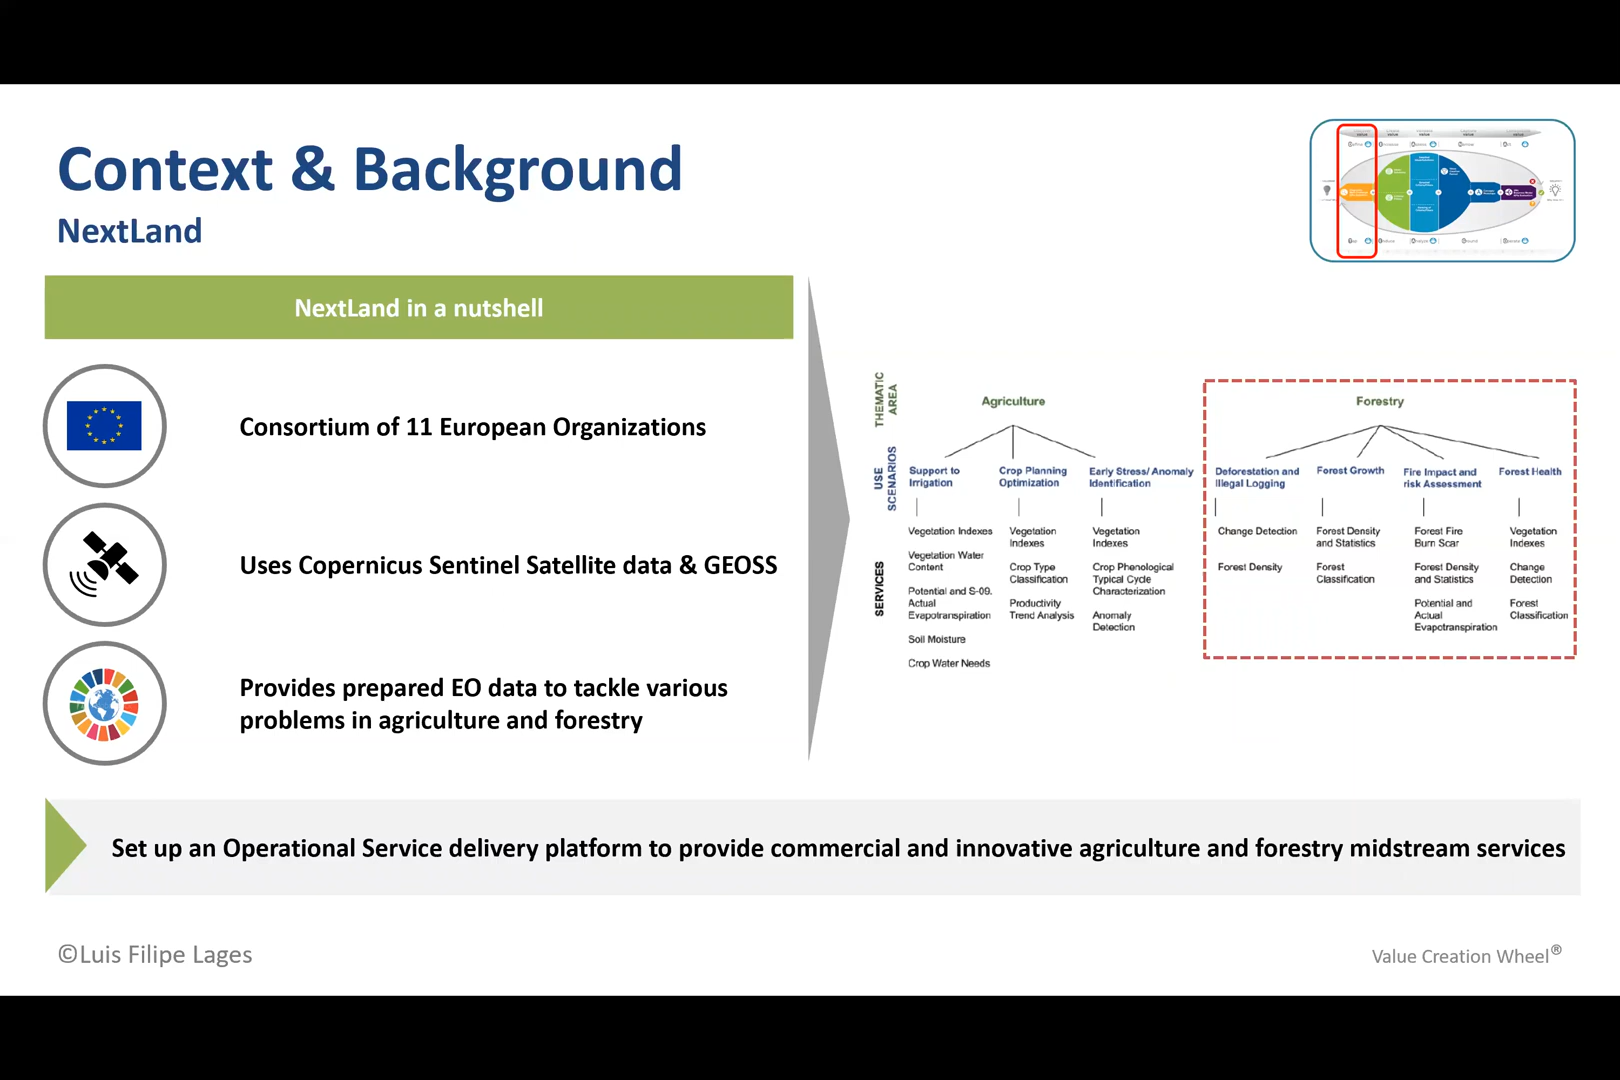 Context & Background
NextLand
NextLand in a nutshell
Consortium of 11 European Organizations
Uses Copernicus Sentinel Satellite data & GEOSS
Provides prepared EO data to tackle various
problems in agriculture and forestry
THEMATIC
AREA
Agriculture
Forestry
USE
SCENARIOS
Support to
Irrigation
Crop Planning
Optimization
Early Stress/ Anomaly
Identification
Deforestation and
Illegal Logging
Forest Growth
Fire Impact and
risk Assessment
Forest Health
SERVICES
Vegetation Indexes
Vegetation Water
Content
Potential and S-09.
Actual
Evapotranspiration
Soil Moisture
Crop Water Needs
Vegetation
Indexes
Crop Type
Classification
Productivity
Trend Analysis
Vegetation
Indexes
Crop Phenological
Typical Cycle
Characterization
Anomaly
Detection
Change Detection
Forest Density
Forest Density
and Statistics
Forest
Classification
Forest Fire
Burn Scar
Forest Density
and Statistics
Potential and
Actual
Evapotranspiration
Vegetation
Indexes
Change
Detection
Forest
Classification
Set up an Operational Service delivery platform to provide commercial and innovative agriculture and forestry midstream services
©Luis Filipe Lages
Value Creation Wheel®